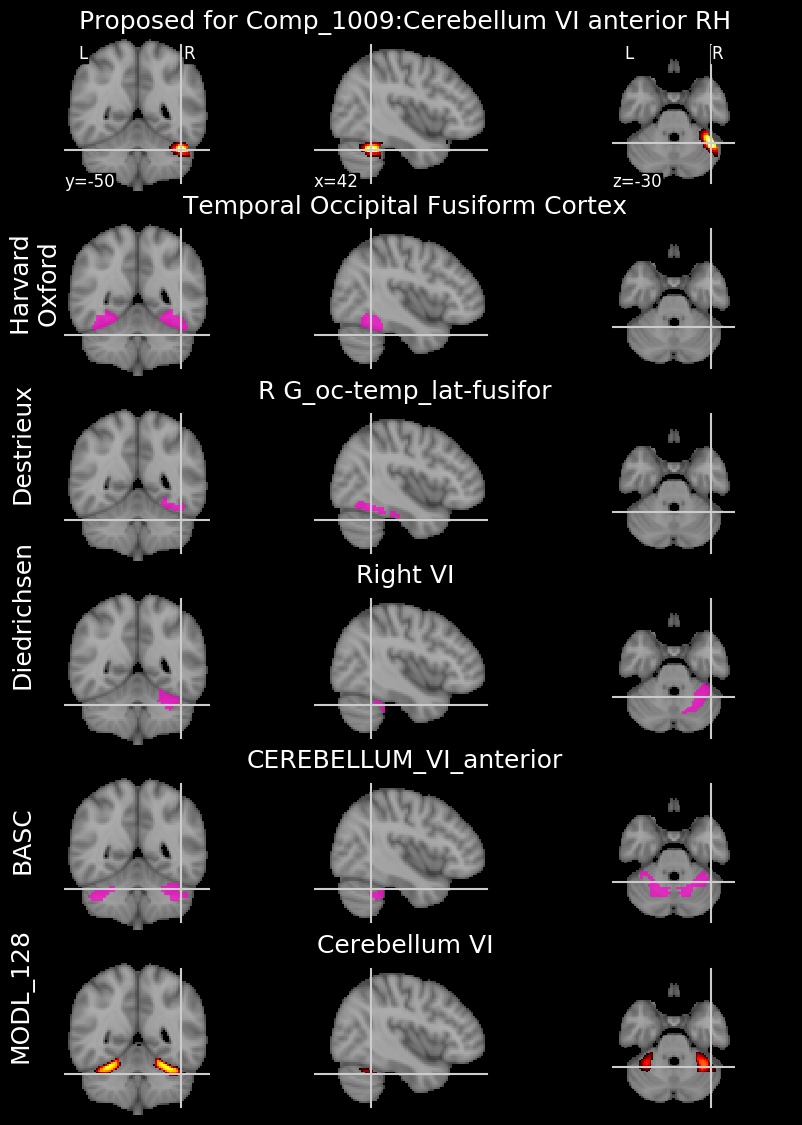 Proposed for Comp_1009:Cerebellum VI anterior RH
L R L R
y=-50 x=42 z=-30
Temporal Occipital Fusiform Cortex
Harvard
Oxford
R G_oc-temp_lat-fusifor
Destrieux
Right VI
Diedrichsen
CEREBELLUM_VI_anterior
BASC
Cerebellum VI
MODL_128